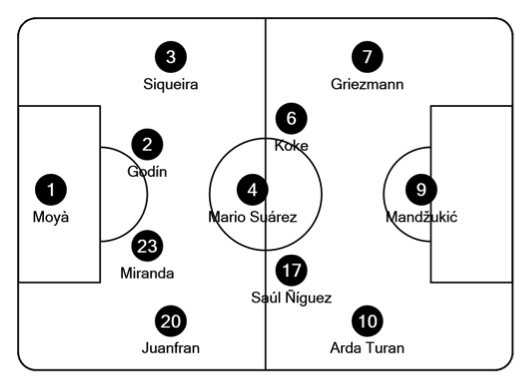 3
Siqueira
7
Griezmann
6
Koke
2
Godín
1
Moyà
4
Mario Suárez
9
Mandžukić
23
Miranda
17
Saúl Ñíguez
20
Juanfran
10
Arda Turan